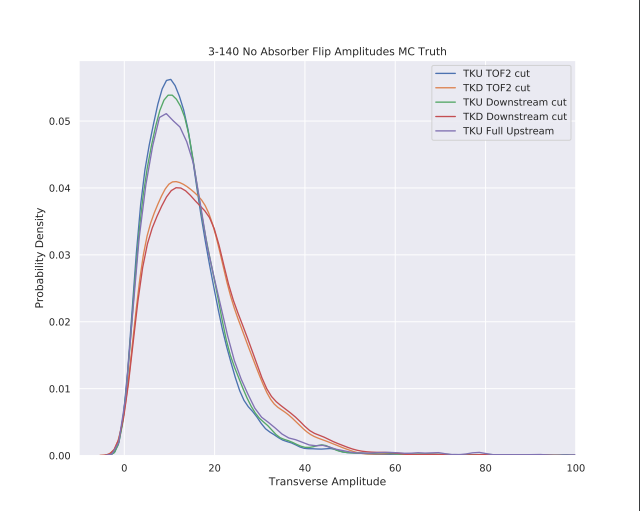 3-140 No Absorber Flip Amplitudes MC Truth
TKU TOF2 cut
TKD TOF2 cut
TKU Downstream cut
TKD Downstream cut
TKU Full Upstream
Probability Density
0.05
0.04
0.03
0.02
0.01
0.00
0 20 40 60 80 100
Transverse Amplitude